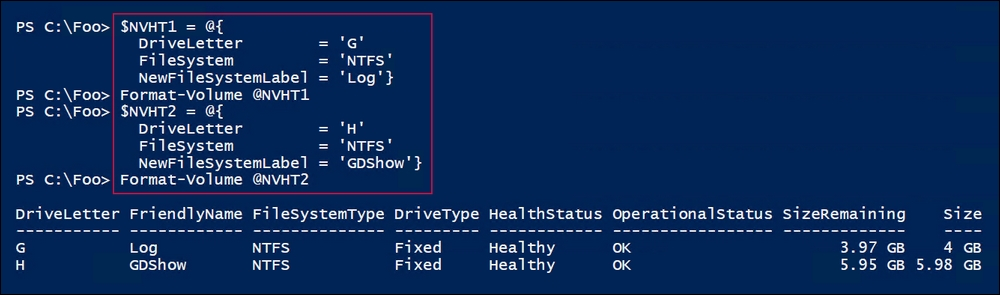 PS C:\Foo> $NVHT1 = @{
DriveLetter = 'G'
FileSystem = 'NTFS'
NewFileSystemLabel = 'Log'}
PS C:\Foo> Format-Volume @NVHT1
PS C:\Foo> $NVHT2 = @{
DriveLetter = 'H'
FileSystem = 'NTFS'
NewFileSystemLabel = 'GDShow'}
PS C:\Foo> Format-Volume @NVHT2
DriveLetter FriendlyName FileSystemType DriveType HealthStatus OperationalStatus SizeRemaining Size
----------- ------------ -------------- --------- ------------ ----------------- ------------- ----
G Log NTFS Fixed Healthy OK 3.97 GB 4 GB
H GDShow NTFS Fixed Healthy OK 5.95 GB 5.98 GB